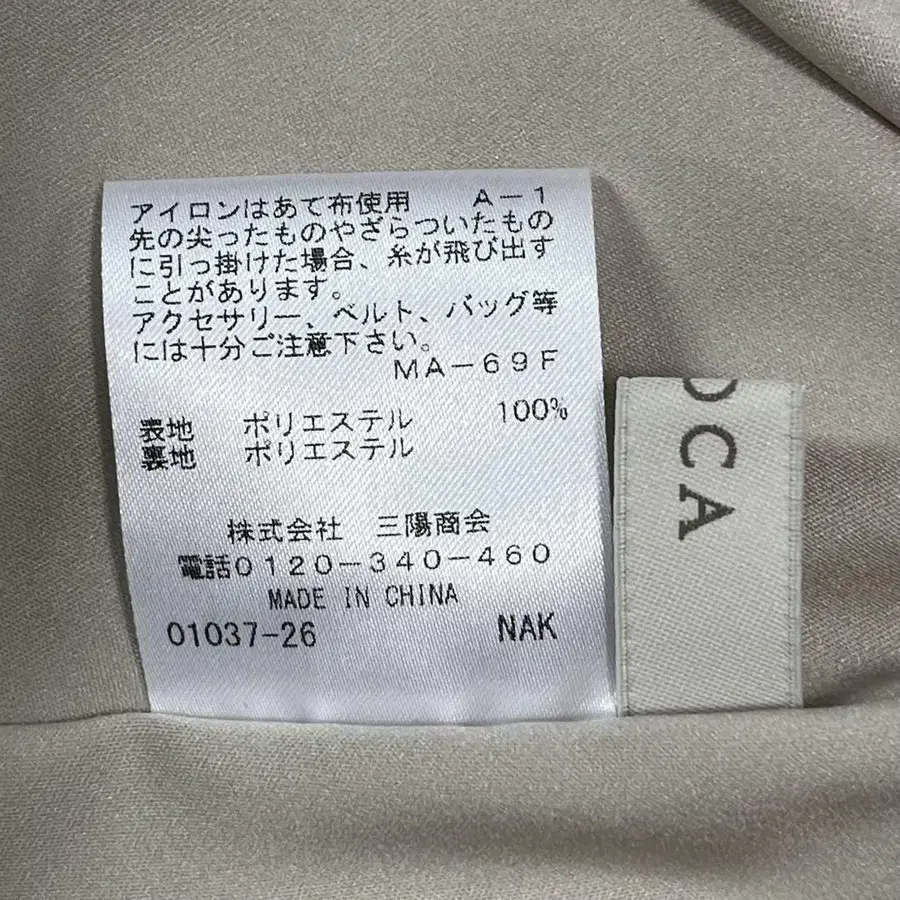 アイロンはあて布使用 A-1
先の尖ったものやざらついたもの
に引っ掛けた場合、糸が飛び出す
ことがあります。
アクセサリー、ベルト、バッグ等
には十分ご注意下さい。
MA-69F
表地 ポリエステル 100%
裏地 ポリエステル
株式会社 三陽商会
電話0120-340-460
MADE IN CHINA
01037-26 NAK
CA